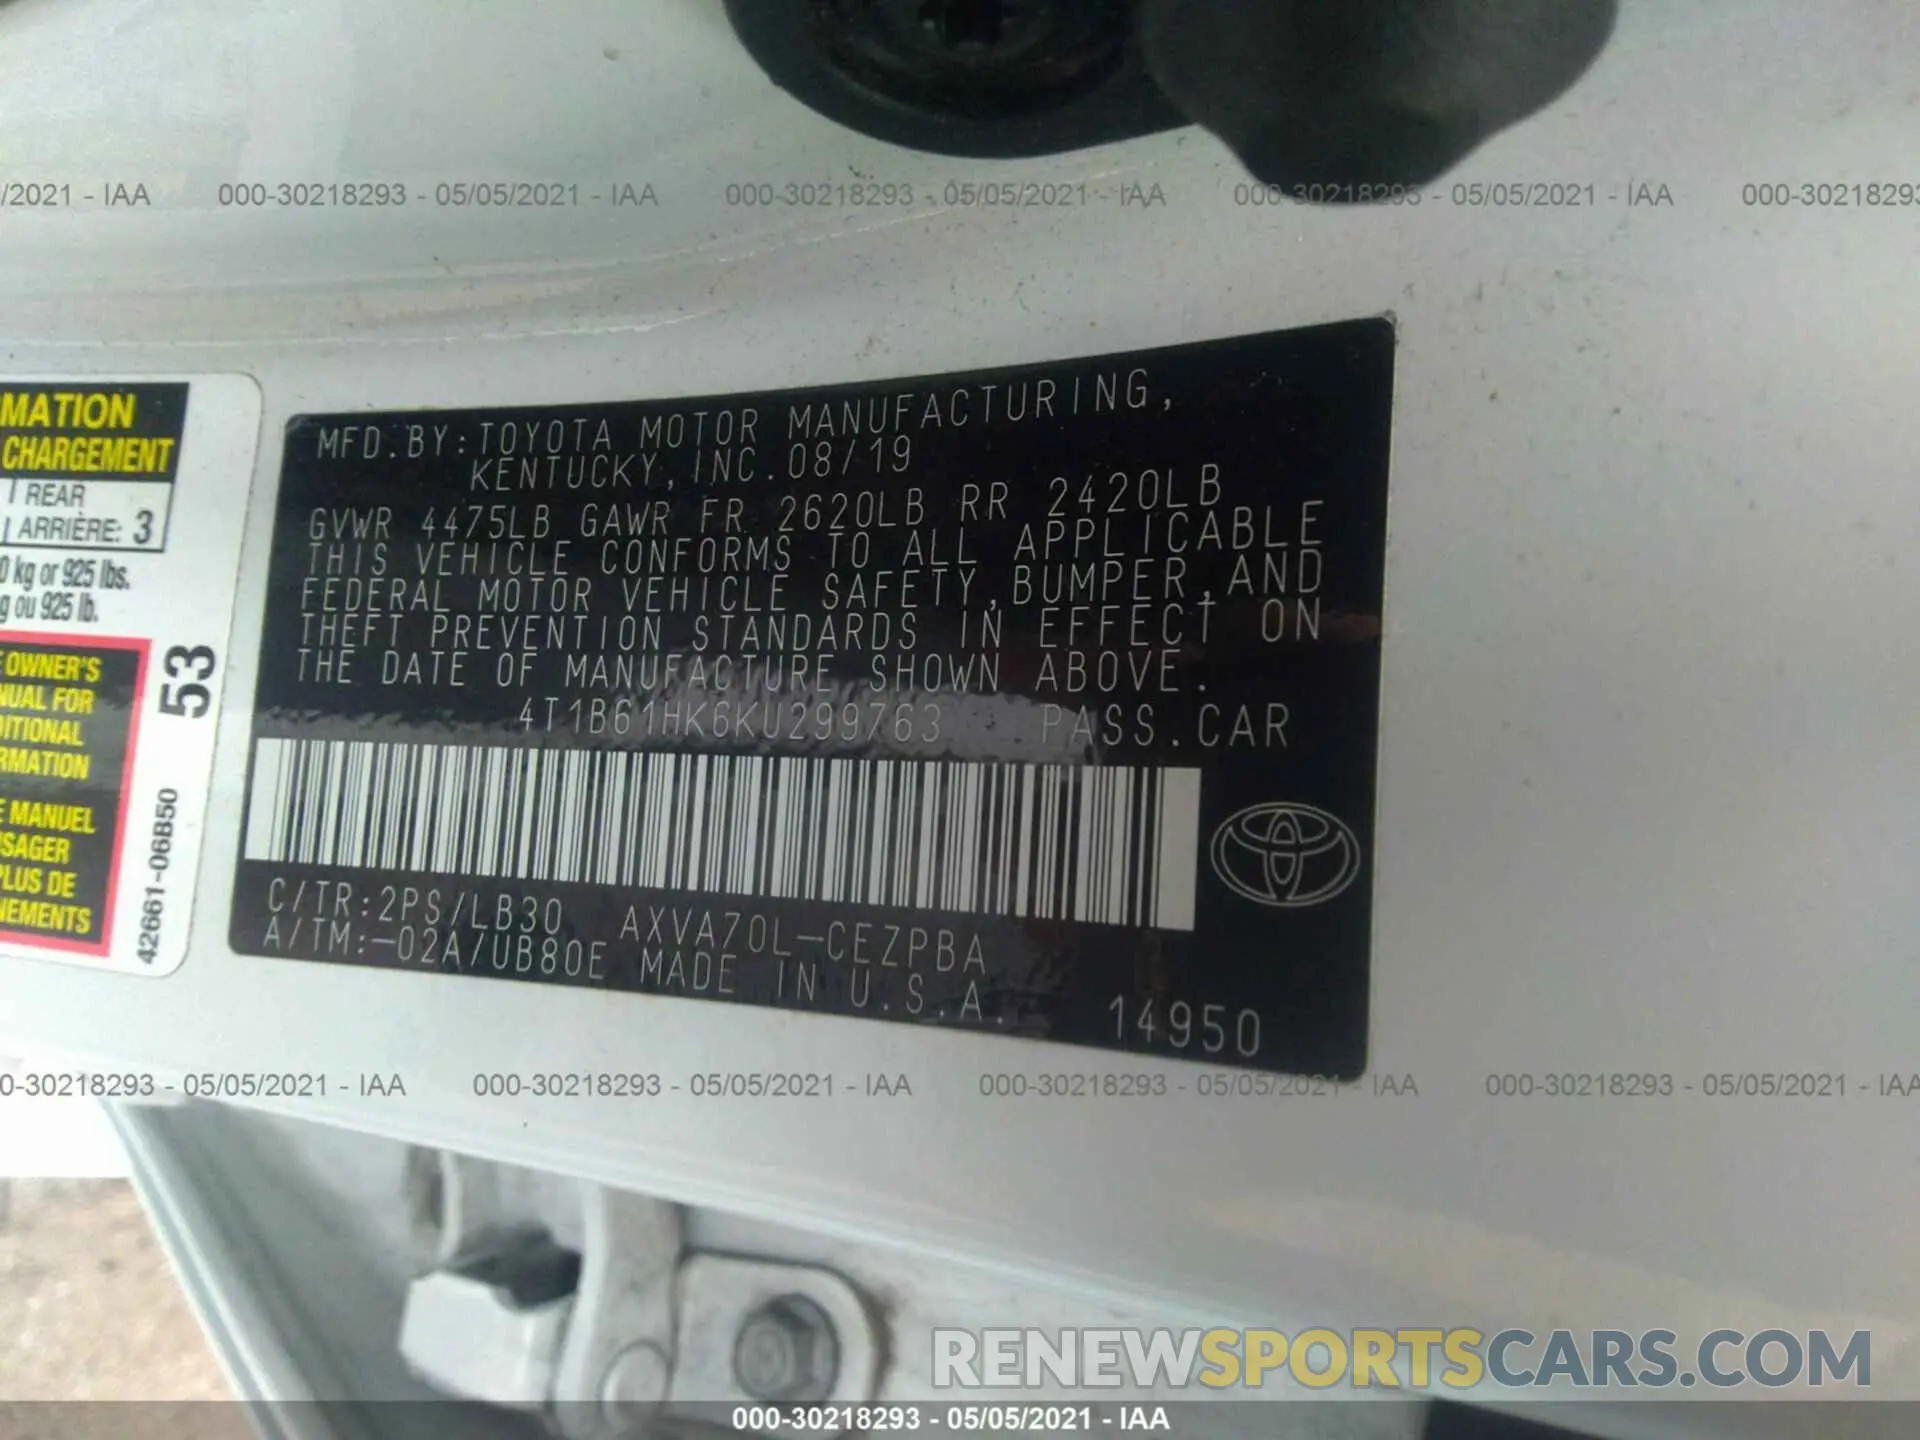 /2021 - IAA 000-30218293 - 05/05/2021 - IAA 000-30218293 - 05/05/2021 - IAA 000-30218293 - 05/05/2021 - IAA 000-30218293
MATION
CHARGEMENT
REAR
ARRIÈRE: 3
0 kg or 925 lbs.
g ou 925 lb.
E OWNER'S
NUAL FOR
DITIONAL
RMATION
E MANUEL
SAGER
PLUS DE
NEMENTS
53
42661-06B50
MFD.BY:TOYOTA MOTOR MANUFACTURING,
KENTUCKY,INC.08/19
GVWR 4475LB GAWR FR 2620LB RR 2420LB
THIS VEHICLE CONFORMS TO ALL APPLICABLE
FEDERAL MOTOR VEHICLE SAFETY,BUMPER,AND
THEFT PREVENTION STANDARDS IN EFFECT ON
THE DATE OF MANUFACTURE SHOWN ABOVE.
4T1B61HK6KU299763 PASS.CAR
C/TR:2PS/LB30 AXVA70L-CEZPBA
A/TM:-02A/UB80E MADE IN U.S.A.
14950
0-30218293 - 05/05/2021 - IAA 000-30218293 - 05/05/2021 - IAA 000-30218293 - 05/05/2021 - IAA 000-30218293 - 05/05/2021 - IAA
RENEWSPORTSCARS.COM
000-30218293 - 05/05/2021 - IAA